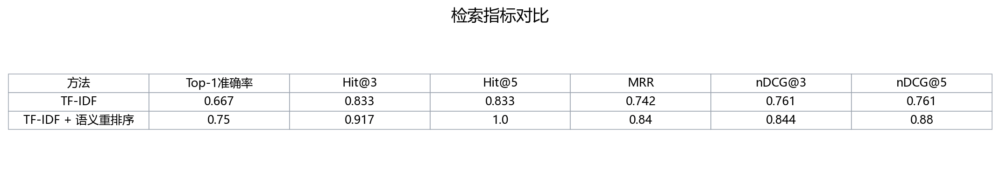 检索指标对比
方法 Top-1准确率 Hit@3 Hit@5 MRR nDCG@3 nDCG@5
TF-IDF 0.667 0.833 0.833 0.742 0.761 0.761
TF-IDF + 语义重排序 0.75 0.917 1.0 0.84 0.844 0.88